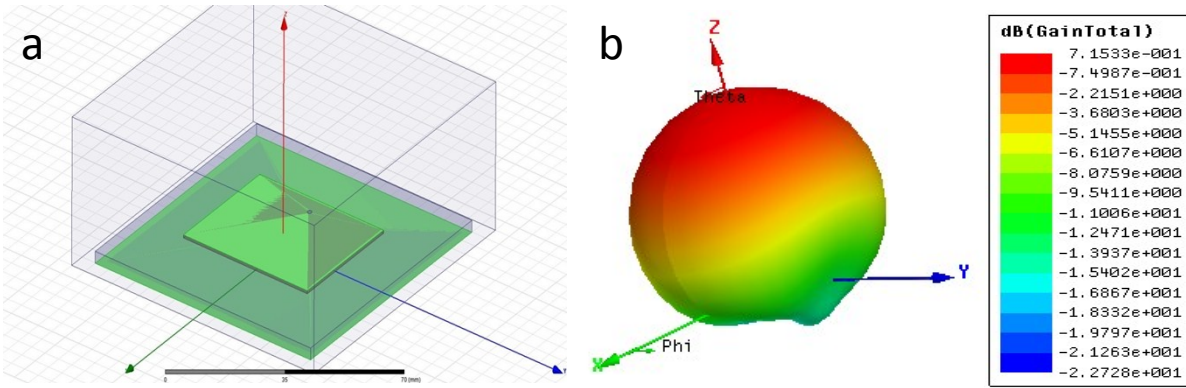 a
0 35 70 (mm)
b
Z
Theta
Y
X
Phi
dB(GainTotal)
7.1533e-001
-7.4987e-001
-2.2151e+000
-3.6803e+000
-5.1455e+000
-6.6107e+000
-8.0759e+000
-9.5411e+000
-1.1006e+001
-1.2471e+001
-1.3937e+001
-1.5402e+001
-1.6867e+001
-1.8332e+001
-1.9797e+001
-2.1263e+001
-2.2728e+001